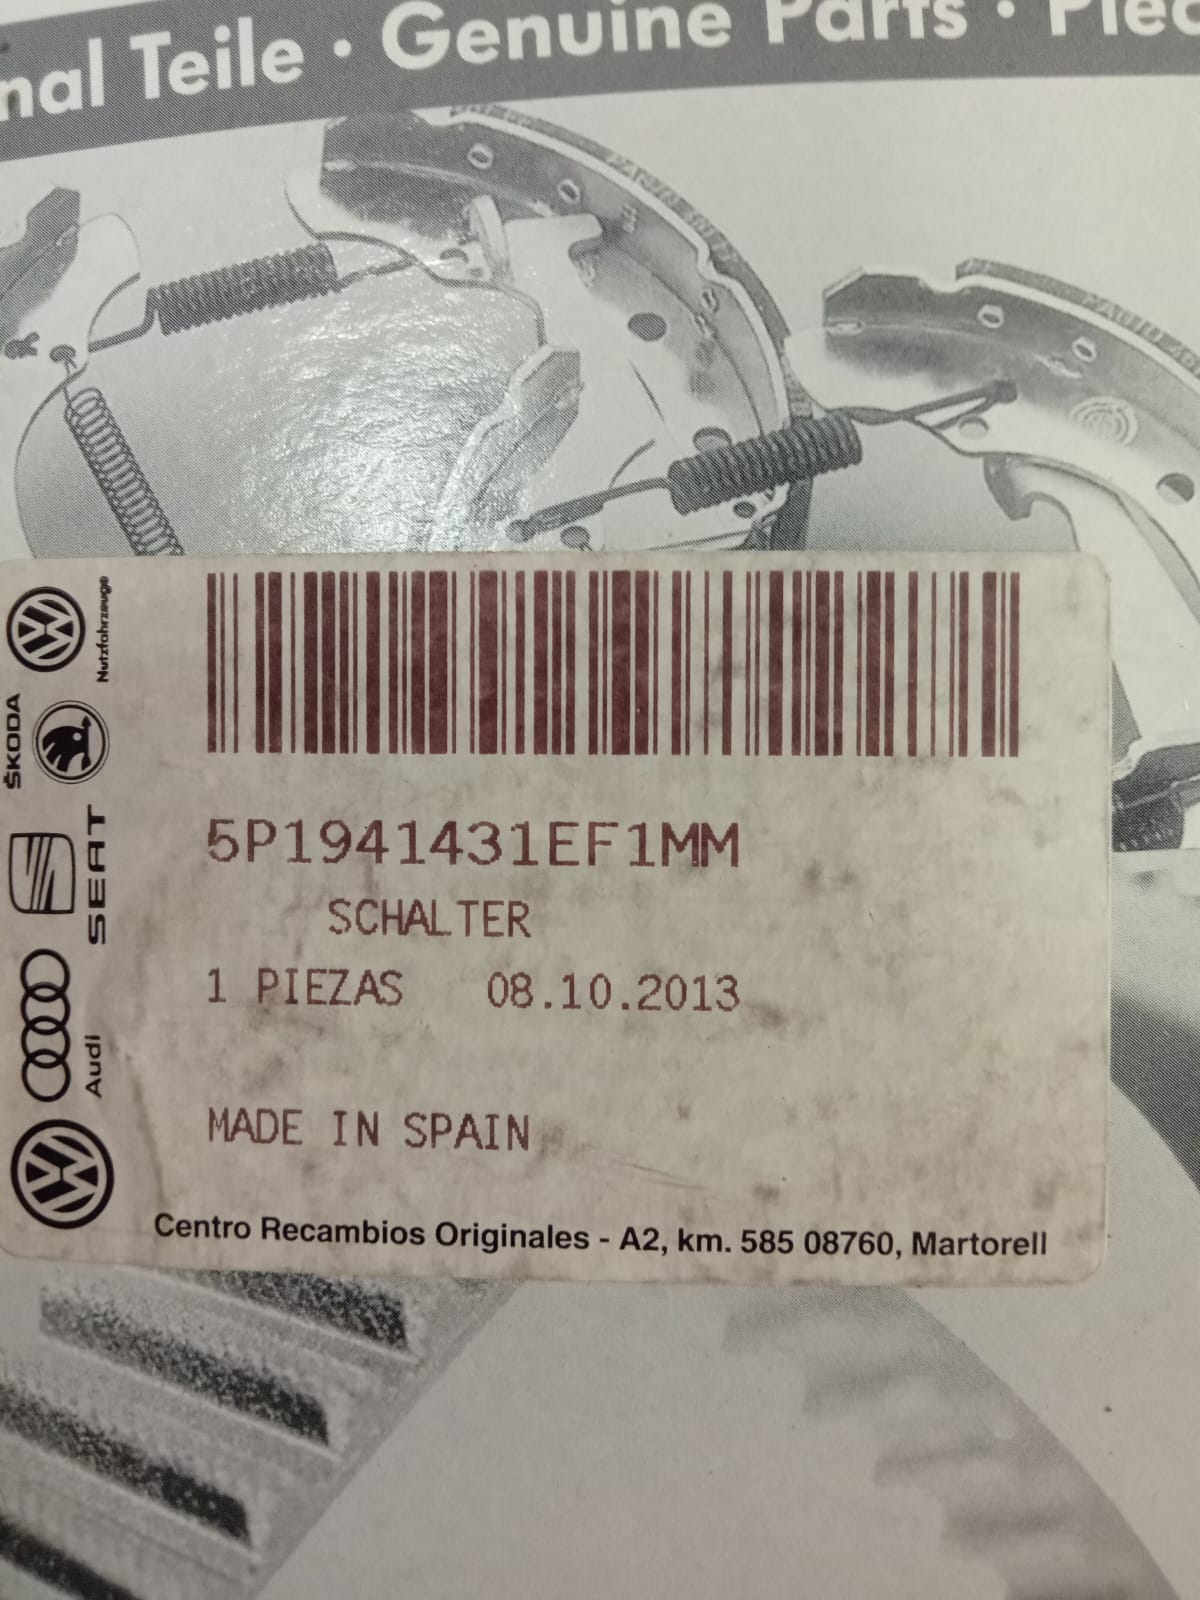 nal Teile · Genuine Parts · Piec
Nutzfahrzeuge
ŠKODA
SEAT
Audi
5P1941431EF1MM
SCHALTER
1 PIEZAS 08.10.2013
MADE IN SPAIN
Centro Recambios Originales - A2, km. 585 08760, Martorell